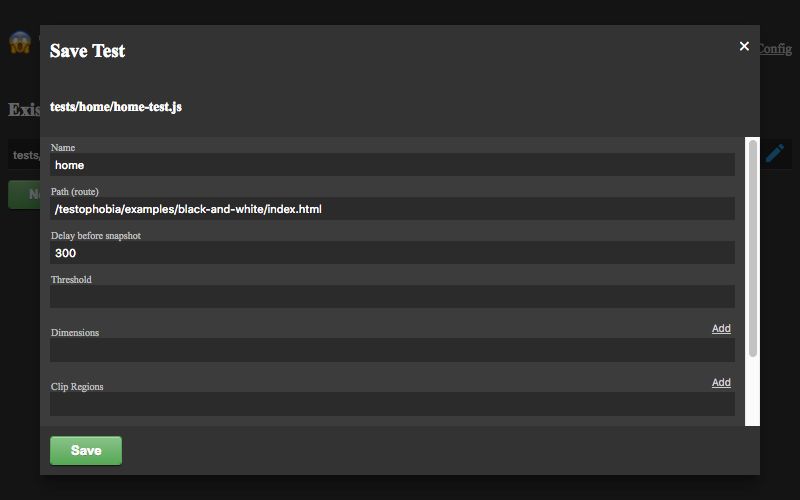 Save Test
×
Config
tests/home/home-test.js
Exis
tests/
Name
home
Path (route)
/testophobia/examples/black-and-white/index.html
Delay before snapshot
300
Threshold
Dimensions
Add
Clip Regions
Add
Save